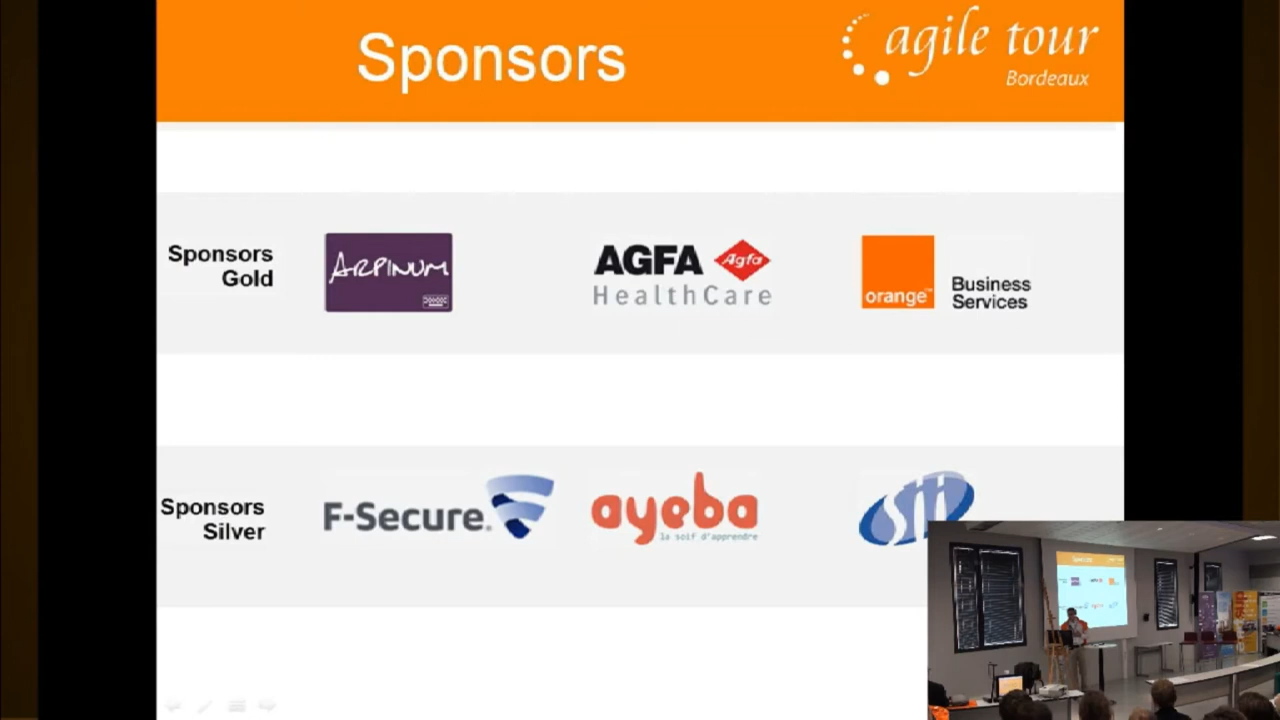 Sponsors
agile tour
Bordeaux
Sponsors
Gold
ARPINUM
AGFA
Agfa
HealthCare
orange™
Business
Services
Sponsors
Silver
F-Secure.
ayeba
la soif d'apprendre